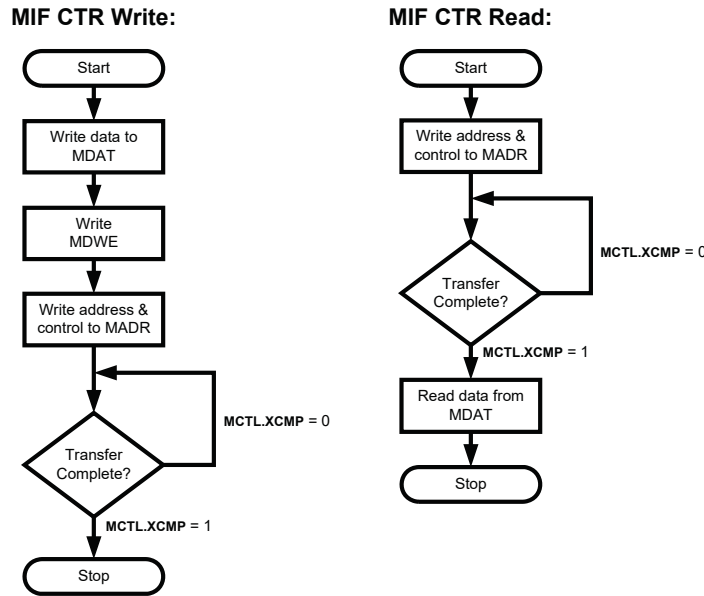 MIF CTR Write:
Start
Write data to
MDAT
Write
MDWE
Write address &
control to MADR
MCTL.XCMP = 0
Transfer
Complete?
MCTL.XCMP = 1
Stop
MIF CTR Read:
Start
Write address &
control to MADR
MCTL.XCMP = 0
Transfer
Complete?
MCTL.XCMP = 1
Read data from
MDAT
Stop